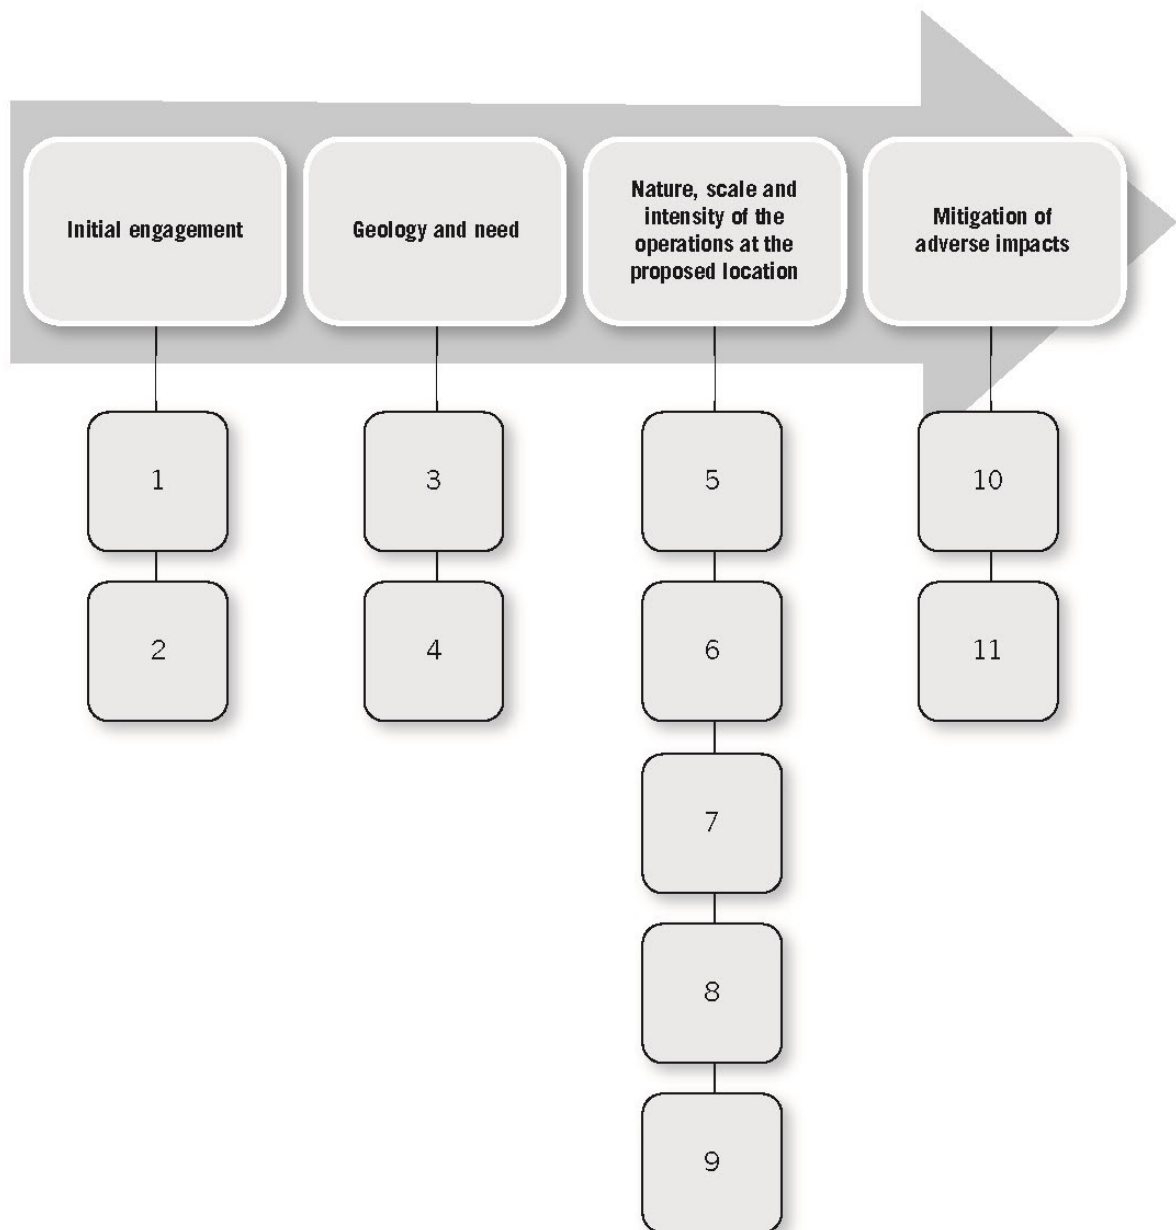 Initial engagement
Geology and need
Nature, scale and
intensity of the
operations at the
proposed location
Mitigation of
adverse impacts
1
2
3
4
5
6
7
8
9
10
11